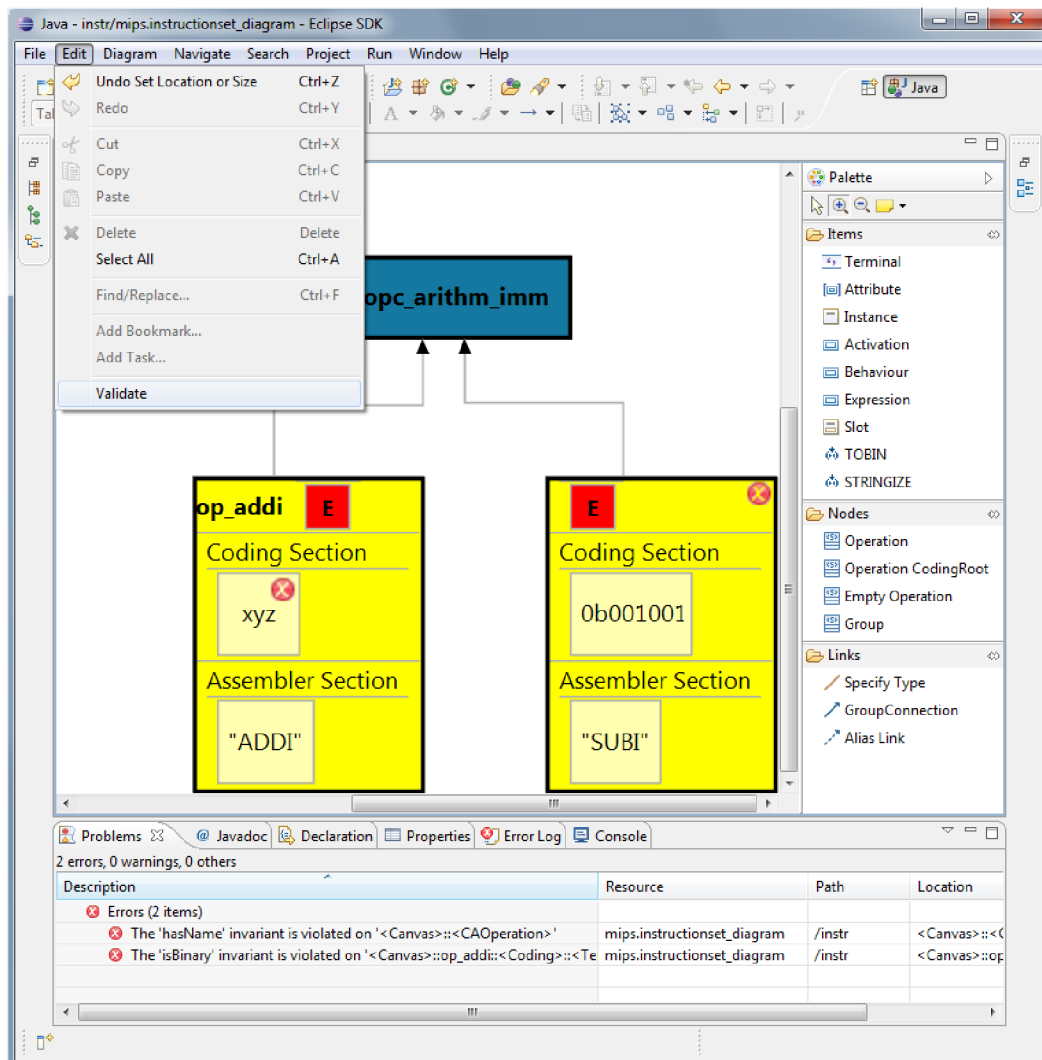 Java - instr/mips.instructionset_diagram - Eclipse SDK
File Edit Diagram Navigate Search Project Run Window Help
Undo Set Location or Size Ctrl+Z
Redo Ctrl+Y
Java
Cut Ctrl+X
Copy Ctrl+C
Paste Ctrl+V
Delete Delete
Select All Ctrl+A
Find/Replace... Ctrl+F
Add Bookmark...
Add Task...
Validate
opc_arithm_imm
op_addi E
Coding Section
xyz
Assembler Section
"ADDI"
E
Coding Section
0b001001
Assembler Section
"SUBI"
Palette
Items
Terminal
Attribute
Instance
Activation
Behaviour
Expression
Slot
TOBIN
STRINGIZE
Nodes
Operation
Operation CodingRoot
Empty Operation
Group
Links
Specify Type
GroupConnection
Alias Link
Problems @ Javadoc Declaration Properties Error Log Console
2 errors, 0 warnings, 0 others
Description Resource Path Location
Errors (2 items)
The 'hasName' invariant is violated on '<Canvas>::<CAOperation>' mips.instructionset_diagram /instr <Canvas>::<C
The 'isBinary' invariant is violated on '<Canvas>::op_addi::<Coding>::<Te mips.instructionset_diagram /instr <Canvas>::op